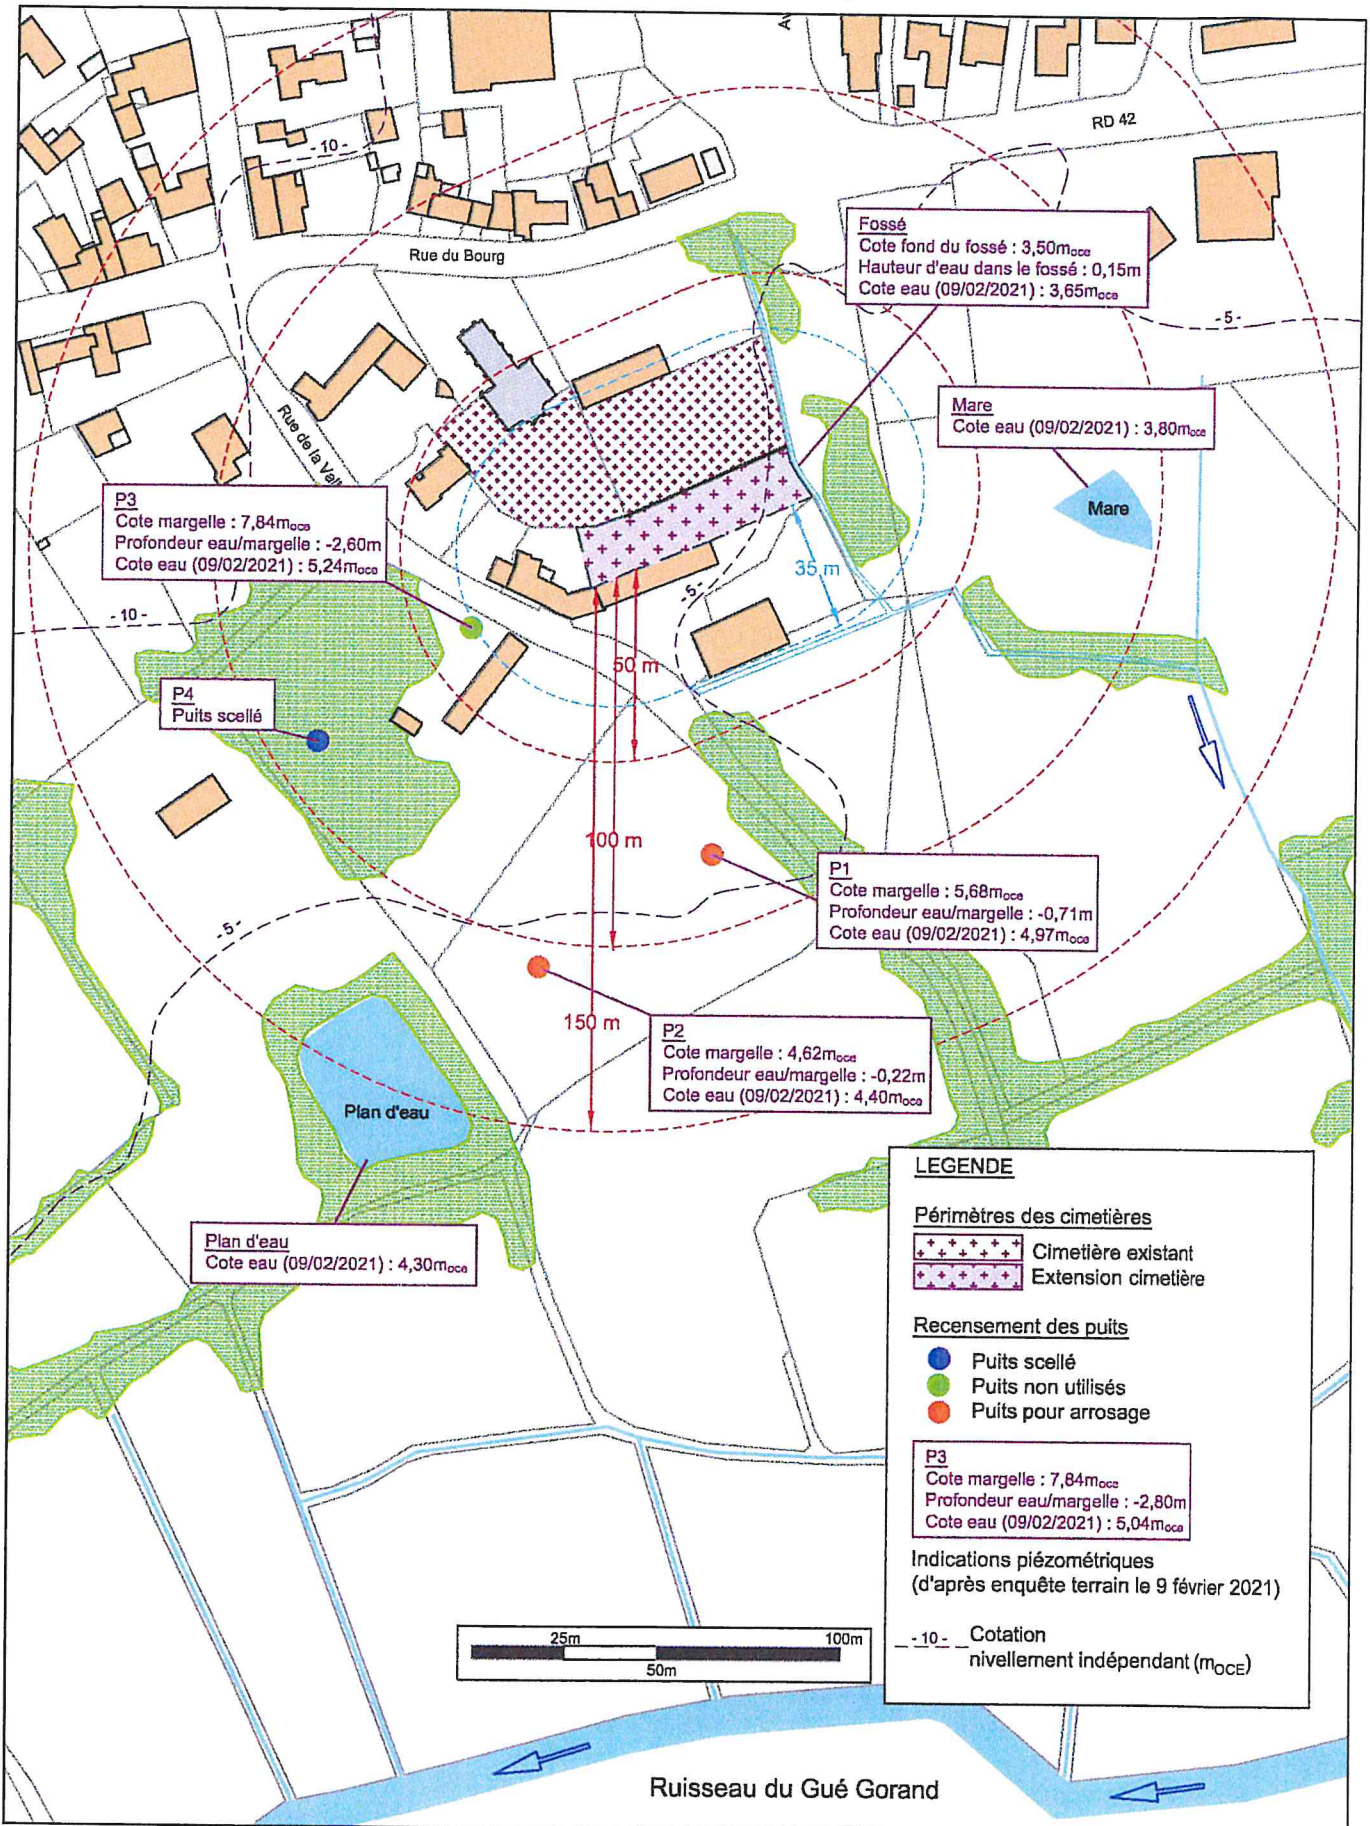 Av
RD 42
- 10 -
Rue du Bourg
Fossé
Cote fond du fossé : 3,50mOCE
Hauteur d'eau dans le fossé : 0,15m
Cote eau (09/02/2021) : 3,65mOCE
- 5 -
Mare
Cote eau (09/02/2021) : 3,80mOCE
Mare
Rue de la Vall
P3
Cote margelle : 7,84mOCE
Profondeur eau/margelle : -2,60m
Cote eau (09/02/2021) : 5,24mOCE
35 m
- 5 -
- 10 -
50 m
P4
Puits scellé
100 m
P1
Cote margelle : 5,68mOCE
Profondeur eau/margelle : -0,71m
Cote eau (09/02/2021) : 4,97mOCE
- 5 -
150 m
P2
Cote margelle : 4,62mOCE
Profondeur eau/margelle : -0,22m
Cote eau (09/02/2021) : 4,40mOCE
Plan d'eau
Plan d'eau
Cote eau (09/02/2021) : 4,30mOCE
LEGENDE
Périmètres des cimetières
Cimetière existant
Extension cimetière
Recensement des puits
Puits scellé
Puits non utilisés
Puits pour arrosage
P3
Cote margelle : 7,84mOCE
Profondeur eau/margelle : -2,80m
Cote eau (09/02/2021) : 5,04mOCE
Indications piézométriques
(d'après enquête terrain le 9 février 2021)
- 10 - Cotation
nivellement indépendant (mOCE)
25m 100m
50m
Ruisseau du Gué Gorand